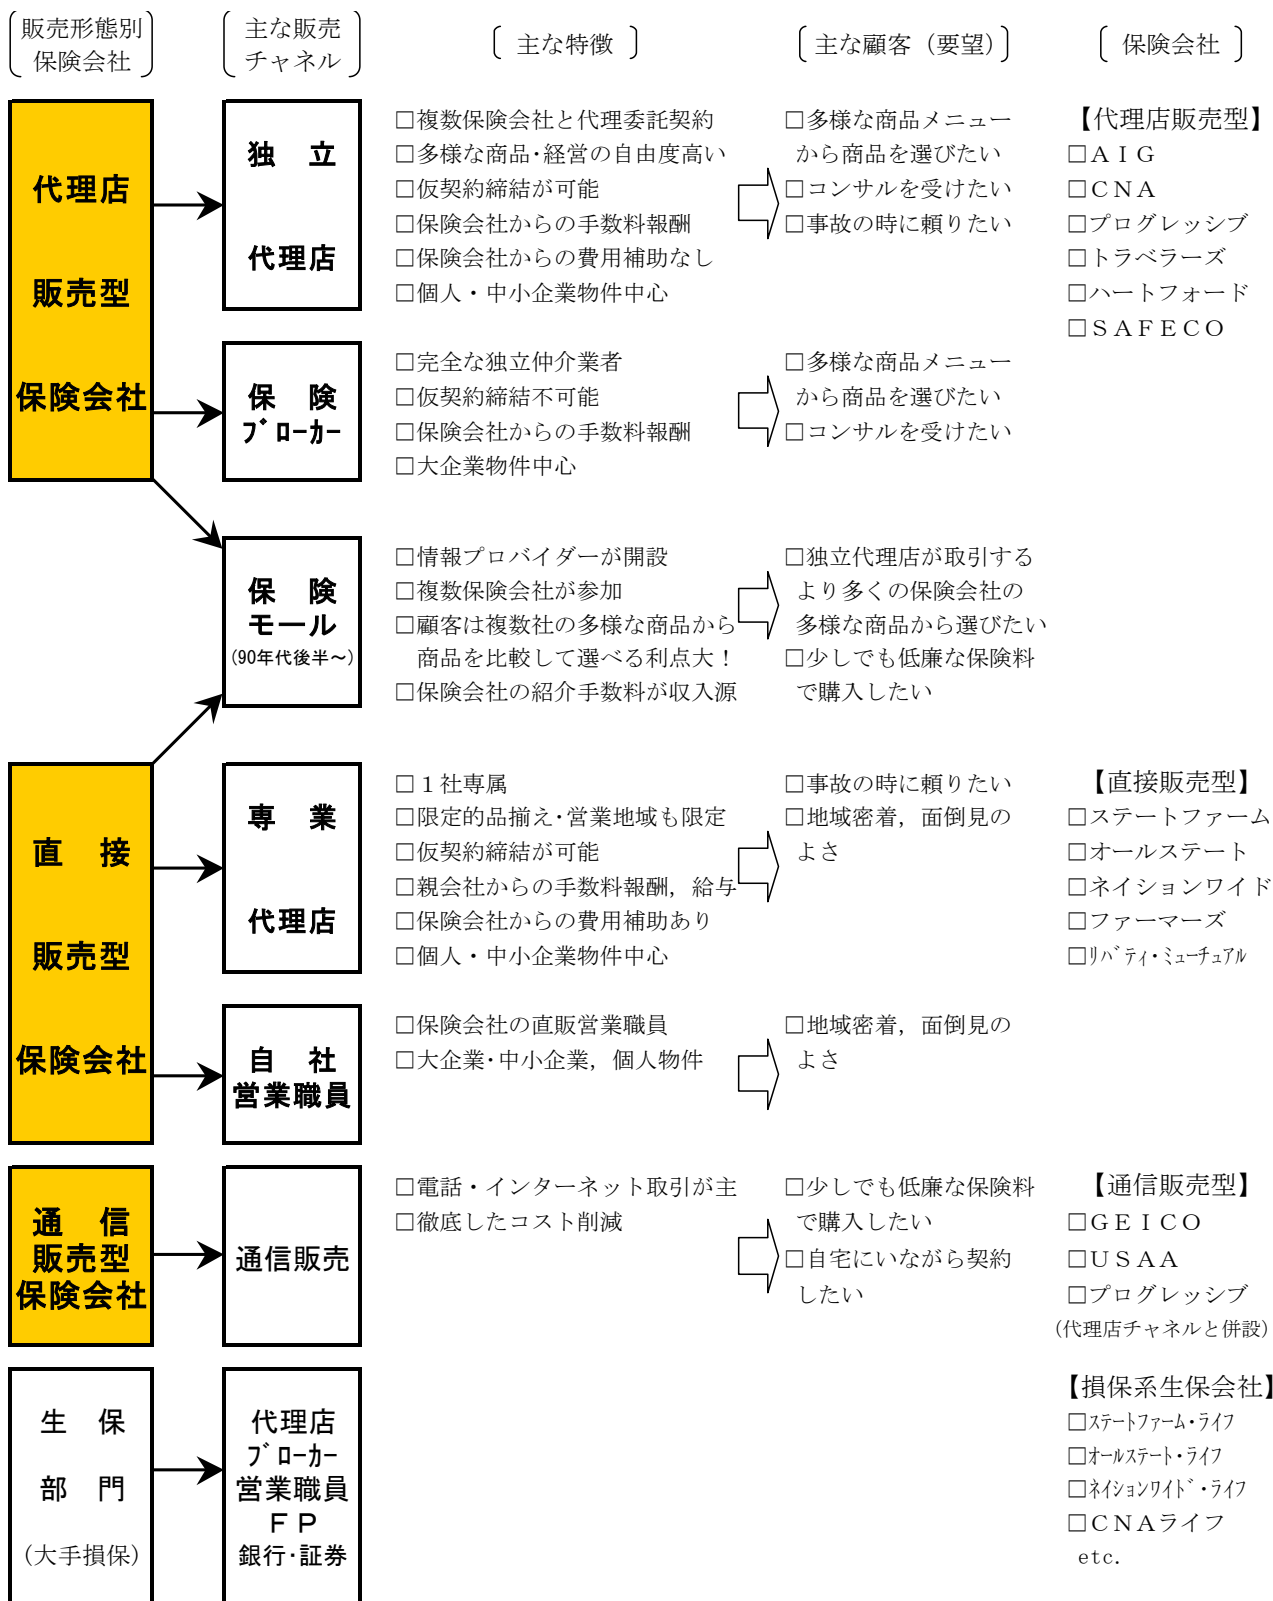 販売形態別
保険会社
主な販売
チャネル
主な特徴
主な顧客（要望）
保険会社
代理店
販売型
保険会社
独　立
代理店
□複数保険会社と代理委託契約
□多様な商品・経営の自由度高い
□仮契約締結が可能
□保険会社からの手数料報酬
□保険会社からの費用補助なし
□個人・中小企業物件中心
□多様な商品メニュー
から商品を選びたい
□コンサルを受けたい
□事故の時に頼りたい
【代理店販売型】
□ＡＩＧ
□ＣＮＡ
□プログレッシブ
□トラベラーズ
□ハートフォード
□ＳＡＦＥＣＯ
保　険
ﾌﾞﾛｰｶｰ
□完全な独立仲介業者
□仮契約締結不可能
□保険会社からの手数料報酬
□大企業物件中心
□多様な商品メニュー
から商品を選びたい
□コンサルを受けたい
保　険
モール
(90年代後半～)
□情報プロバイダーが開設
□複数保険会社が参加
□顧客は複数社の多様な商品から
商品を比較して選べる利点大！
□保険会社の紹介手数料が収入源
□独立代理店が取引する
より多くの保険会社の
多様な商品から選びたい
□少しでも低廉な保険料
で購入したい
直　接
販売型
保険会社
専　業
代理店
□１社専属
□限定的品揃え・営業地域も限定
□仮契約締結が可能
□親会社からの手数料報酬，給与
□保険会社からの費用補助あり
□個人・中小企業物件中心
□事故の時に頼りたい
□地域密着，面倒見の
よさ
【直接販売型】
□ステートファーム
□オールステート
□ネイションワイド
□ファーマーズ
□ﾘﾊﾞﾃｨ・ﾐｭｰﾁｭｱﾙ
自　社
営業職員
□保険会社の直販営業職員
□大企業・中小企業，個人物件
□地域密着，面倒見の
よさ
通　信
販売型
保険会社
通信販売
□電話・インターネット取引が主
□徹底したコスト削減
□少しでも低廉な保険料
で購入したい
□自宅にいながら契約
したい
【通信販売型】
□ＧＥＩＣＯ
□ＵＳＡＡ
□プログレッシブ
（代理店チャネルと併設）
生　保
部　門
（大手損保）
代理店
ﾌﾞﾛｰｶｰ
営業職員
ＦＰ
銀行・証券
【損保系生保会社】
□ｽﾃｰﾄﾌｧｰﾑ・ﾗｲﾌ
□ｵｰﾙｽﾃｰﾄ・ﾗｲﾌ
□ﾈｲｼｮﾝﾜｲﾄﾞ・ﾗｲﾌ
□ＣＮＡライフ
etc.